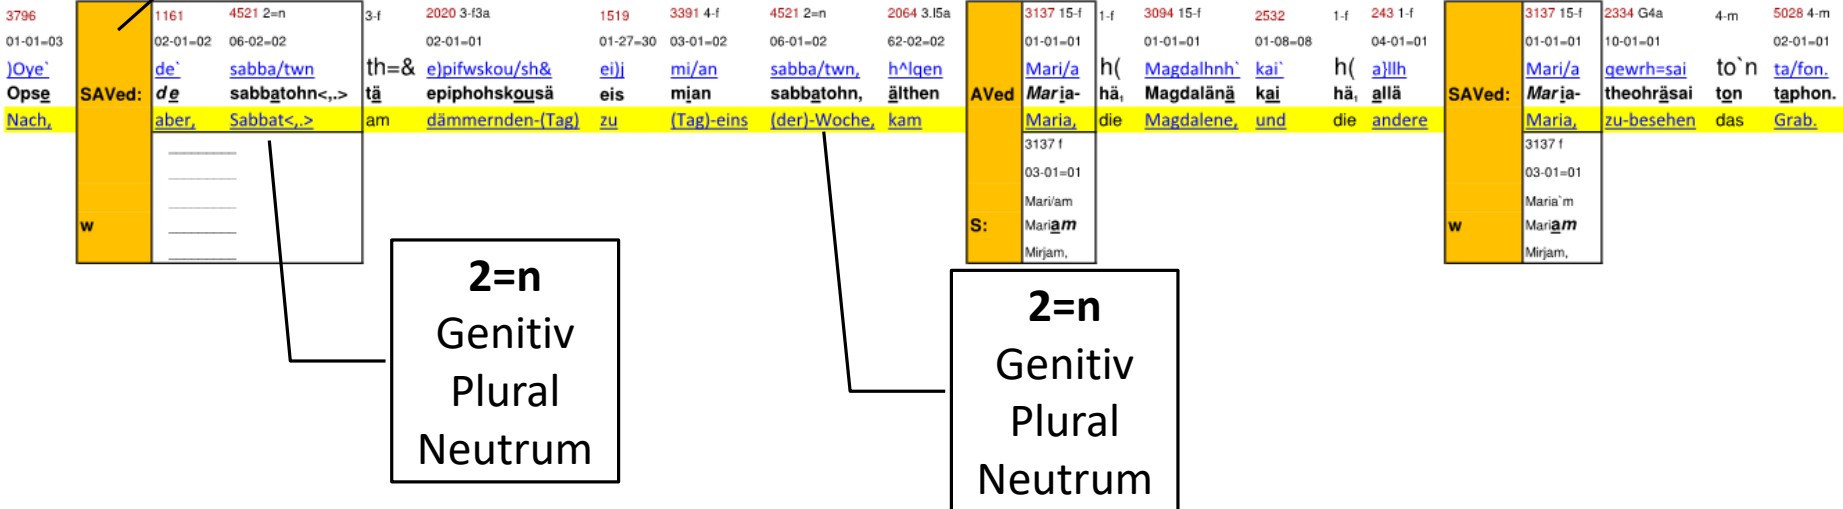 3796 1161 4521 2=n 3-f 2020 3-f3a 1519 3391 4-f 4521 2=n 2064 3.I5a 3137 15-f 1-f 3094 15-f 2532 1-f 243 1-f 3137 15-f 2334 G4a 4-m 5028 4-m
01-01=03 02-01=02 06-02=02 02-01=01 01-27=30 03-01=02 06-01=02 62-02=02 01-01=01 01-01=01 01-08=08 04-01=01 01-01=01 10-01=01 02-01=01
)Oye` de` sabba/twn th=& e)pifwskou/sh& ei)j mi/an sabba/twn, h^lqen Mari/a h( Magdalhnh` kai` h( a}llh Mari/a qewrh=sai to`n ta/fon.
Opse SAVed: de sabbatohn<,.> tä epiphohskousä eis mian sabbatohn, älthen AVed Maria- hä, Magdalänä kai hä, allä SAVed: Maria- theohräsai ton taphon.
Nach, aber, Sabbat<,.> am dämmernden-(Tag) zu (Tag)-eins (der)-Woche, kam Maria, die Magdalene, und die andere Maria, zu-besehen das Grab.
3137 f 3137 f
03-01=01 03-01=01
Mari/am Maria`m
w S: Mariam w Mariam
Mirjam, Mirjam,
2=n
Genitiv
Plural
Neutrum
2=n
Genitiv
Plural
Neutrum